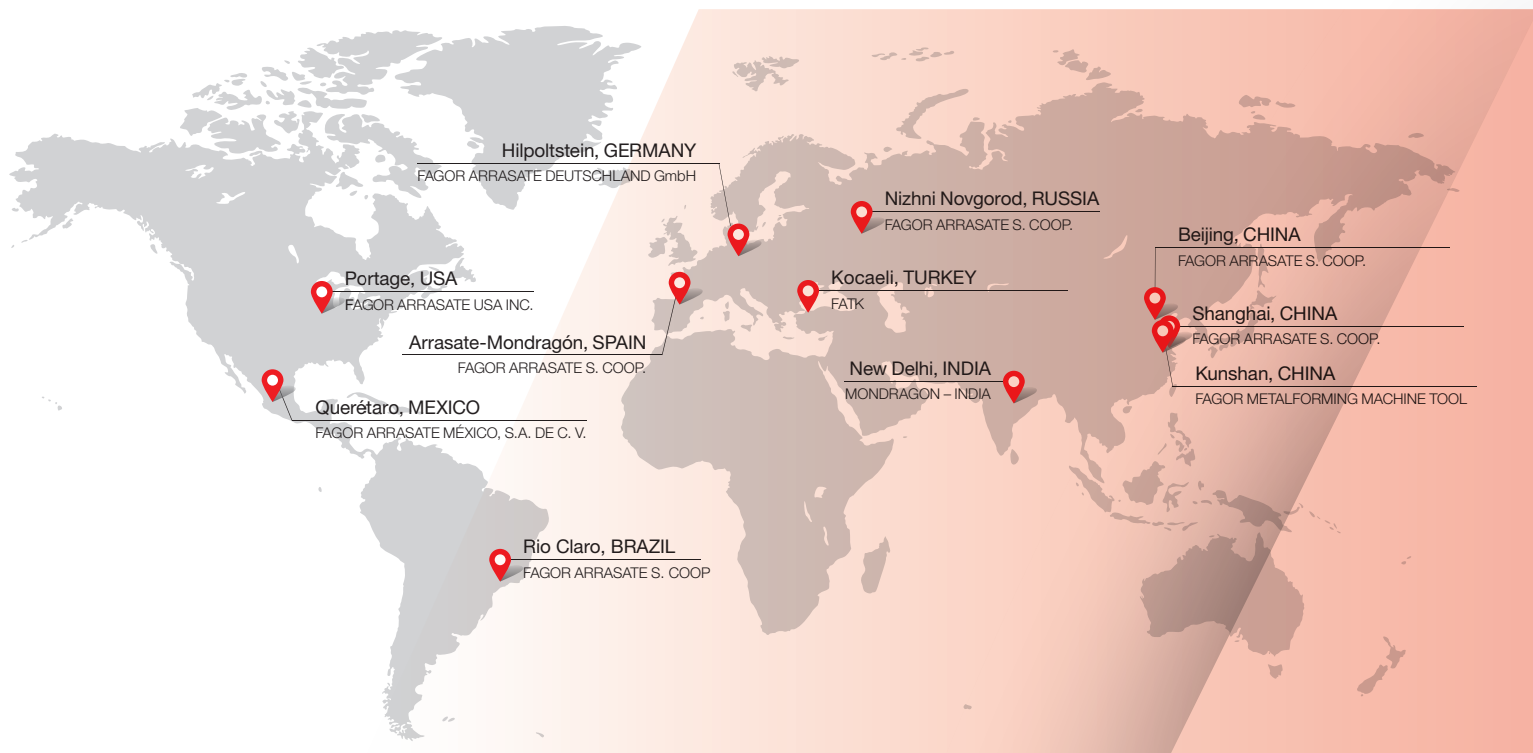 Hilpoltstein, GERMANY
FAGOR ARRASATE DEUTSCHLAND GmbH
Nizhni Novgorod, RUSSIA
FAGOR ARRASATE S. COOP.
Beijing, CHINA
FAGOR ARRASATE S. COOP.
Portage, USA
FAGOR ARRASATE USA INC.
Kocaeli, TURKEY
FATK
Shanghai, CHINA
FAGOR ARRASATE S. COOP.
Arrasate-Mondragón, SPAIN
FAGOR ARRASATE S. COOP.
New Delhi, INDIA
MONDRAGON – INDIA
Kunshan, CHINA
FAGOR METALFORMING MACHINE TOOL
Querétaro, MEXICO
FAGOR ARRASATE MÉXICO, S.A. DE C. V.
Rio Claro, BRAZIL
FAGOR ARRASATE S. COOP